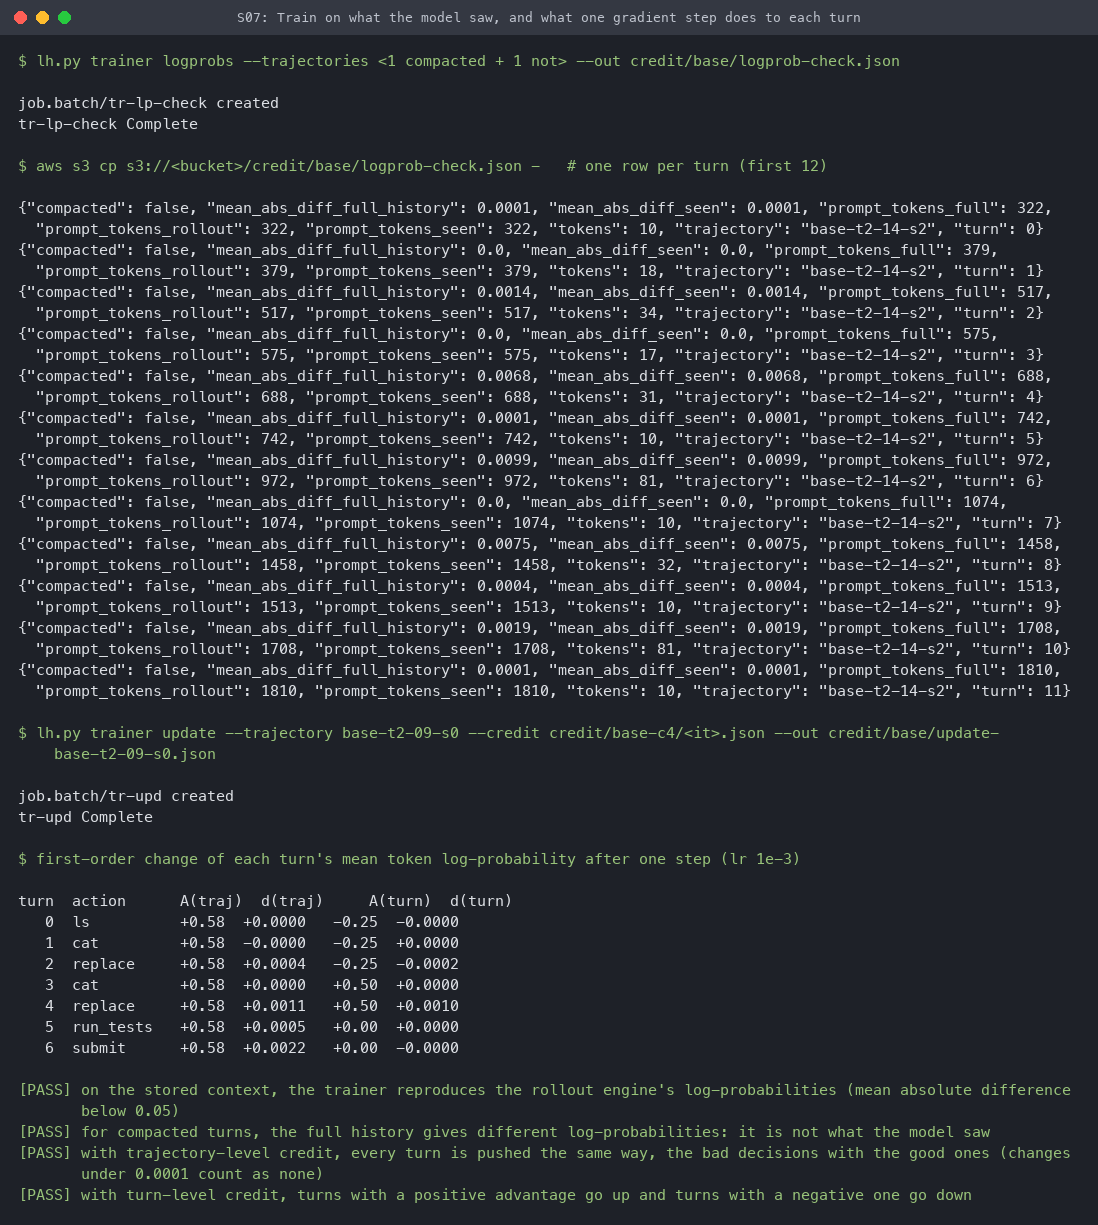 S07: Train on what the model saw, and what one gradient step does to each turn
$ lh.py trainer logprobs --trajectories <1 compacted + 1 not> --out credit/base/logprob-check.json
job.batch/tr-lp-check created
tr-lp-check Complete
$ aws s3 cp s3://<bucket>/credit/base/logprob-check.json -   # one row per turn (first 12)
{"compacted": false, "mean_abs_diff_full_history": 0.0001, "mean_abs_diff_seen": 0.0001, "prompt_tokens_full": 322,
  "prompt_tokens_rollout": 322, "prompt_tokens_seen": 322, "tokens": 10, "trajectory": "base-t2-14-s2", "turn": 0}
{"compacted": false, "mean_abs_diff_full_history": 0.0, "mean_abs_diff_seen": 0.0, "prompt_tokens_full": 379,
  "prompt_tokens_rollout": 379, "prompt_tokens_seen": 379, "tokens": 18, "trajectory": "base-t2-14-s2", "turn": 1}
{"compacted": false, "mean_abs_diff_full_history": 0.0014, "mean_abs_diff_seen": 0.0014, "prompt_tokens_full": 517,
  "prompt_tokens_rollout": 517, "prompt_tokens_seen": 517, "tokens": 34, "trajectory": "base-t2-14-s2", "turn": 2}
{"compacted": false, "mean_abs_diff_full_history": 0.0, "mean_abs_diff_seen": 0.0, "prompt_tokens_full": 575,
  "prompt_tokens_rollout": 575, "prompt_tokens_seen": 575, "tokens": 17, "trajectory": "base-t2-14-s2", "turn": 3}
{"compacted": false, "mean_abs_diff_full_history": 0.0068, "mean_abs_diff_seen": 0.0068, "prompt_tokens_full": 688,
  "prompt_tokens_rollout": 688, "prompt_tokens_seen": 688, "tokens": 31, "trajectory": "base-t2-14-s2", "turn": 4}
{"compacted": false, "mean_abs_diff_full_history": 0.0001, "mean_abs_diff_seen": 0.0001, "prompt_tokens_full": 742,
  "prompt_tokens_rollout": 742, "prompt_tokens_seen": 742, "tokens": 10, "trajectory": "base-t2-14-s2", "turn": 5}
{"compacted": false, "mean_abs_diff_full_history": 0.0099, "mean_abs_diff_seen": 0.0099, "prompt_tokens_full": 972,
  "prompt_tokens_rollout": 972, "prompt_tokens_seen": 972, "tokens": 81, "trajectory": "base-t2-14-s2", "turn": 6}
{"compacted": false, "mean_abs_diff_full_history": 0.0, "mean_abs_diff_seen": 0.0, "prompt_tokens_full": 1074,
  "prompt_tokens_rollout": 1074, "prompt_tokens_seen": 1074, "tokens": 10, "trajectory": "base-t2-14-s2", "turn": 7}
{"compacted": false, "mean_abs_diff_full_history": 0.0075, "mean_abs_diff_seen": 0.0075, "prompt_tokens_full": 1458,
  "prompt_tokens_rollout": 1458, "prompt_tokens_seen": 1458, "tokens": 32, "trajectory": "base-t2-14-s2", "turn": 8}
{"compacted": false, "mean_abs_diff_full_history": 0.0004, "mean_abs_diff_seen": 0.0004, "prompt_tokens_full": 1513,
  "prompt_tokens_rollout": 1513, "prompt_tokens_seen": 1513, "tokens": 10, "trajectory": "base-t2-14-s2", "turn": 9}
{"compacted": false, "mean_abs_diff_full_history": 0.0019, "mean_abs_diff_seen": 0.0019, "prompt_tokens_full": 1708,
  "prompt_tokens_rollout": 1708, "prompt_tokens_seen": 1708, "tokens": 81, "trajectory": "base-t2-14-s2", "turn": 10}
{"compacted": false, "mean_abs_diff_full_history": 0.0001, "mean_abs_diff_seen": 0.0001, "prompt_tokens_full": 1810,
  "prompt_tokens_rollout": 1810, "prompt_tokens_seen": 1810, "tokens": 10, "trajectory": "base-t2-14-s2", "turn": 11}
$ lh.py trainer update --trajectory base-t2-09-s0 --credit credit/base-c4/<it>.json --out credit/base/update-
    base-t2-09-s0.json
job.batch/tr-upd created
tr-upd Complete
$ first-order change of each turn's mean token log-probability after one step (lr 1e-3)
turn  action      A(traj)  d(traj)     A(turn)  d(turn)
   0  ls          +0.58  +0.0000   -0.25  -0.0000
   1  cat         +0.58  -0.0000   -0.25  +0.0000
   2  replace     +0.58  +0.0004   -0.25  -0.0002
   3  cat         +0.58  +0.0000   +0.50  +0.0000
   4  replace     +0.58  +0.0011   +0.50  +0.0010
   5  run_tests   +0.58  +0.0005   +0.00  +0.0000
   6  submit      +0.58  +0.0022   +0.00  -0.0000
[PASS] on the stored context, the trainer reproduces the rollout engine's log-probabilities (mean absolute difference
       below 0.05)
[PASS] for compacted turns, the full history gives different log-probabilities: it is not what the model saw
[PASS] with trajectory-level credit, every turn is pushed the same way, the bad decisions with the good ones (changes
       under 0.0001 count as none)
[PASS] with turn-level credit, turns with a positive advantage go up and turns with a negative one go down